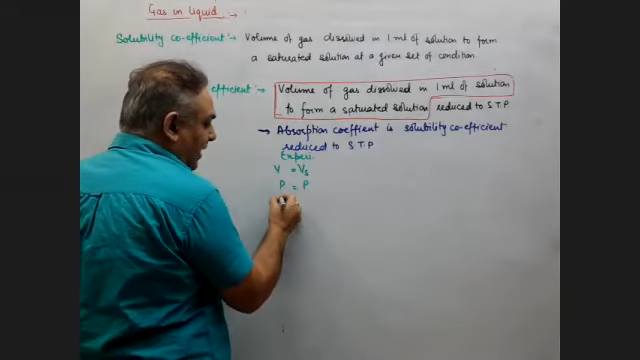 Gas in liquid
Solubility co-efficient → Volume of gas dissolved in 1 ml of solution to form
a saturated solution at a given set of condition.
efficient :→ Volume of gas dissolved in 1 ml of solution
to form a saturated solution reduced to S.T.P
→ Absorption coeffient is solubility co-efficient
reduced to S.T.P
Experi.
V = Vs
P = P